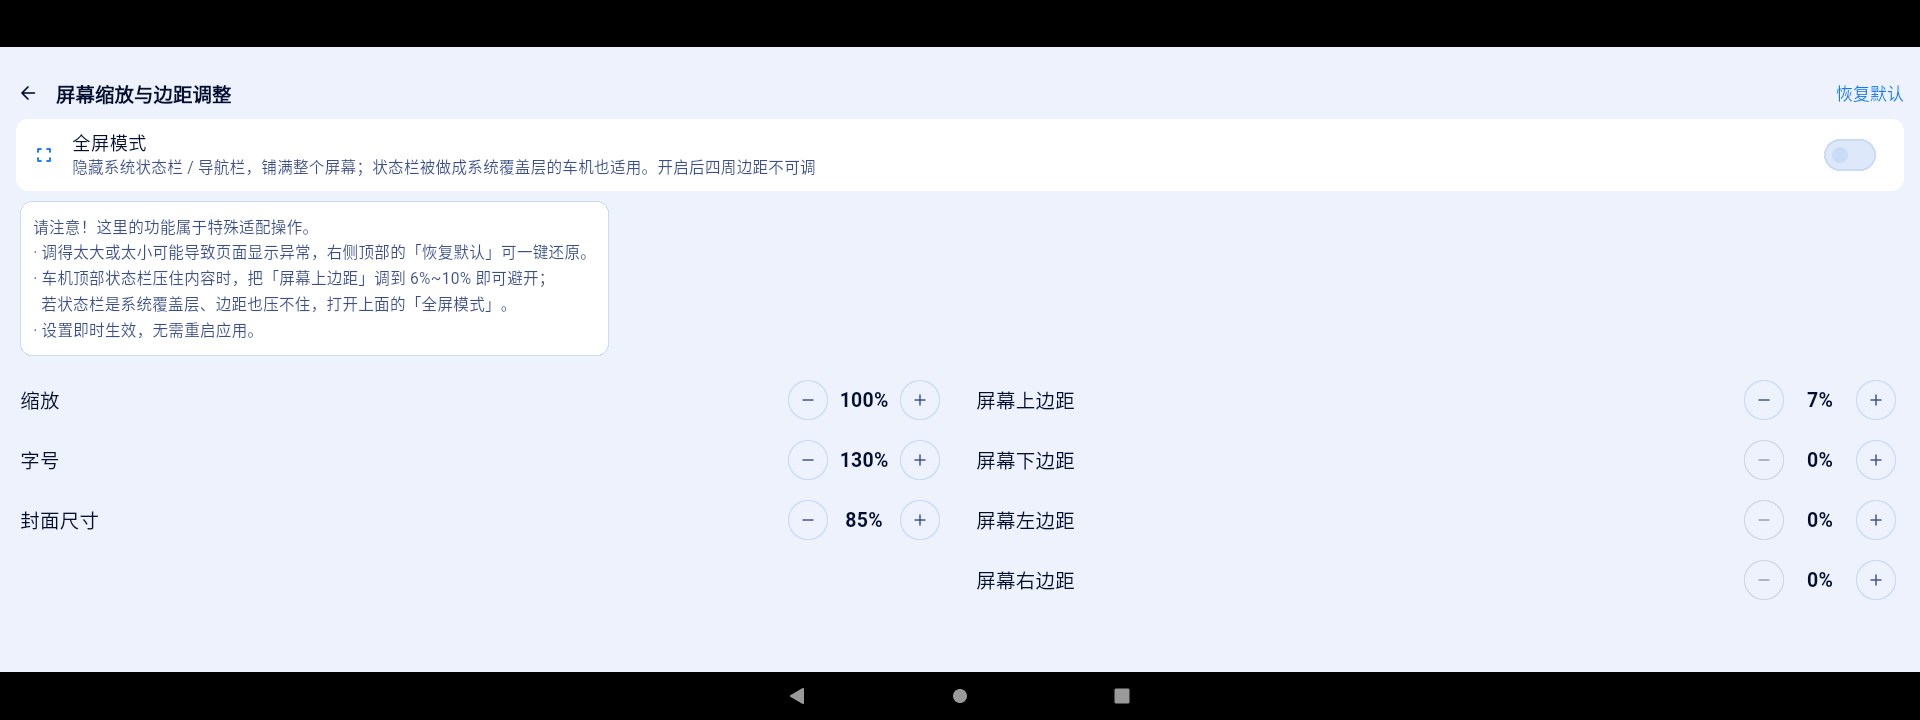 屏幕缩放与边距调整
恢复默认
全屏模式
隐藏系统状态栏 / 导航栏，铺满整个屏幕；状态栏被做成系统覆盖层的车机也适用。开启后四周边距不可调
请注意！这里的功能属于特殊适配操作。
· 调得太大或太小可能导致页面显示异常，右侧顶部的「恢复默认」可一键还原。
· 车机顶部状态栏压住内容时，把「屏幕上边距」调到 6%~10% 即可避开；
若状态栏是系统覆盖层、边距也压不住，打开上面的「全屏模式」。
· 设置即时生效，无需重启应用。
缩放 − 100% +
屏幕上边距 − 7% +
字号 − 130% +
屏幕下边距 − 0% +
封面尺寸 − 85% +
屏幕左边距 − 0% +
屏幕右边距 − 0% +